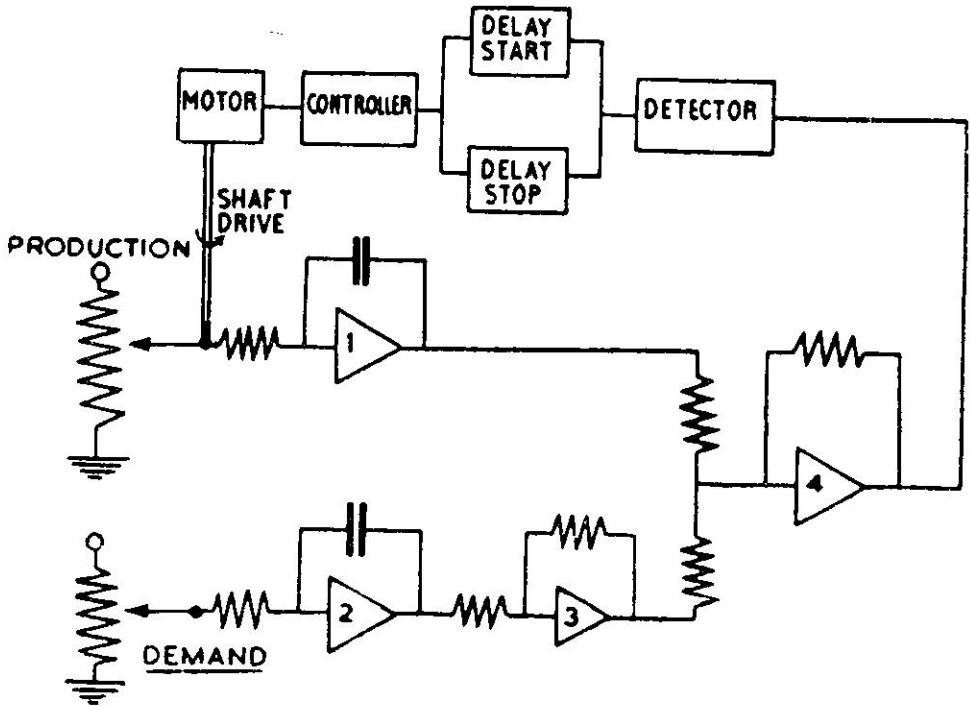 DELAY
START
MOTOR
CONTROLLER
DETECTOR
DELAY
STOP
SHAFT
DRIVE
PRODUCTION
1
4
2
3
DEMAND